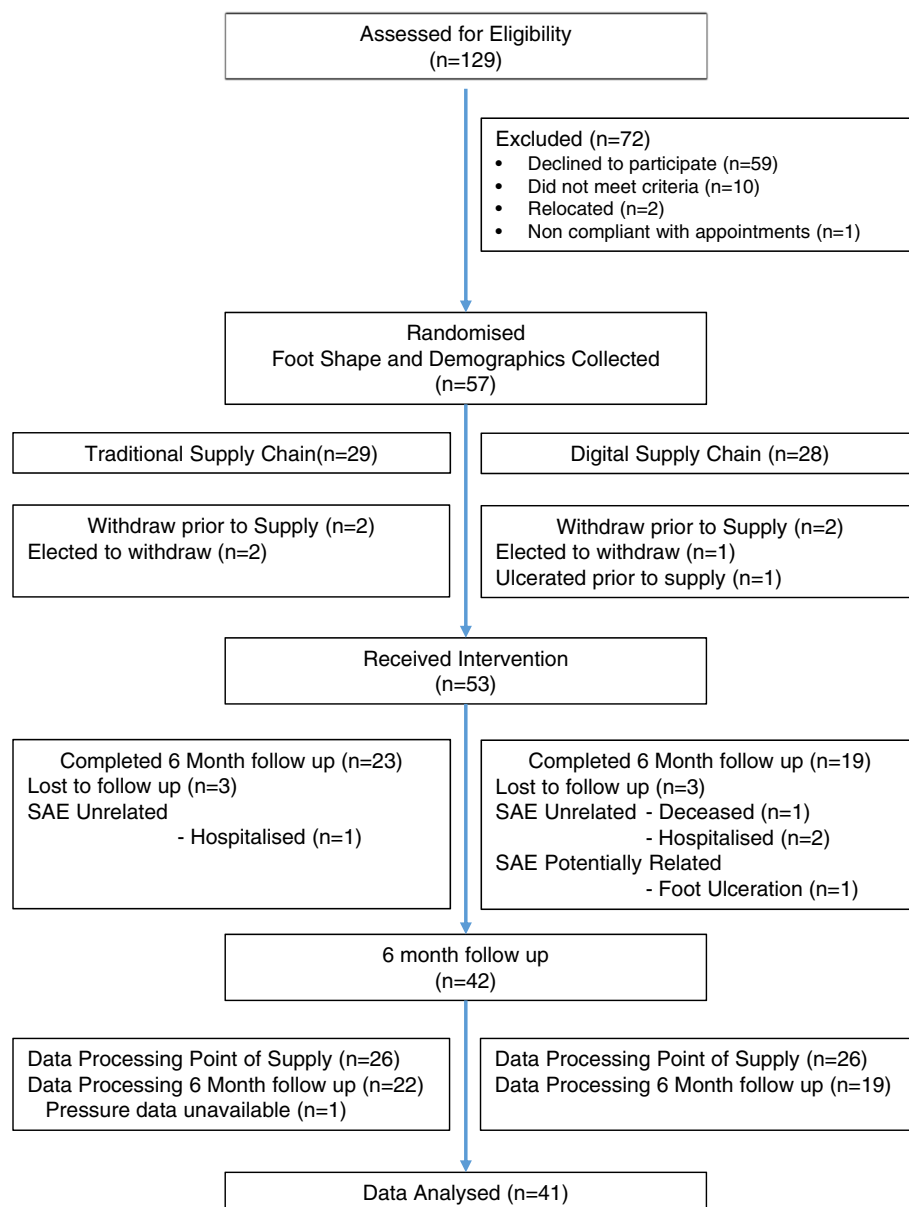 Assessed for Eligibility
(n=129)
Excluded (n=72)
• Declined to participate (n=59)
• Did not meet criteria (n=10)
• Relocated (n=2)
• Non compliant with appointments (n=1)
Randomised
Foot Shape and Demographics Collected
(n=57)
Traditional Supply Chain(n=29)
Digital Supply Chain (n=28)
Withdraw prior to Supply (n=2)
Elected to withdraw (n=2)
Withdraw prior to Supply (n=2)
Elected to withdraw (n=1)
Ulcerated prior to supply (n=1)
Received Intervention
(n=53)
Completed 6 Month follow up (n=23)
Lost to follow up (n=3)
SAE Unrelated
- Hospitalised (n=1)
Completed 6 Month follow up (n=19)
Lost to follow up (n=3)
SAE Unrelated - Deceased (n=1)
- Hospitalised (n=2)
SAE Potentially Related
- Foot Ulceration (n=1)
6 month follow up
(n=42)
Data Processing Point of Supply (n=26)
Data Processing 6 Month follow up (n=22)
Pressure data unavailable (n=1)
Data Processing Point of Supply (n=26)
Data Processing 6 Month follow up (n=19)
Data Analysed (n=41)